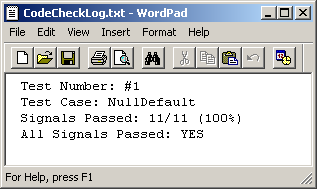 CodeCheckLog.txt - WordPad
File Edit View Insert Format Help
Test Number: #1
Test Case: NullDefault
Signals Passed: 11/11 (100%)
All Signals Passed: YES
For Help, press F1